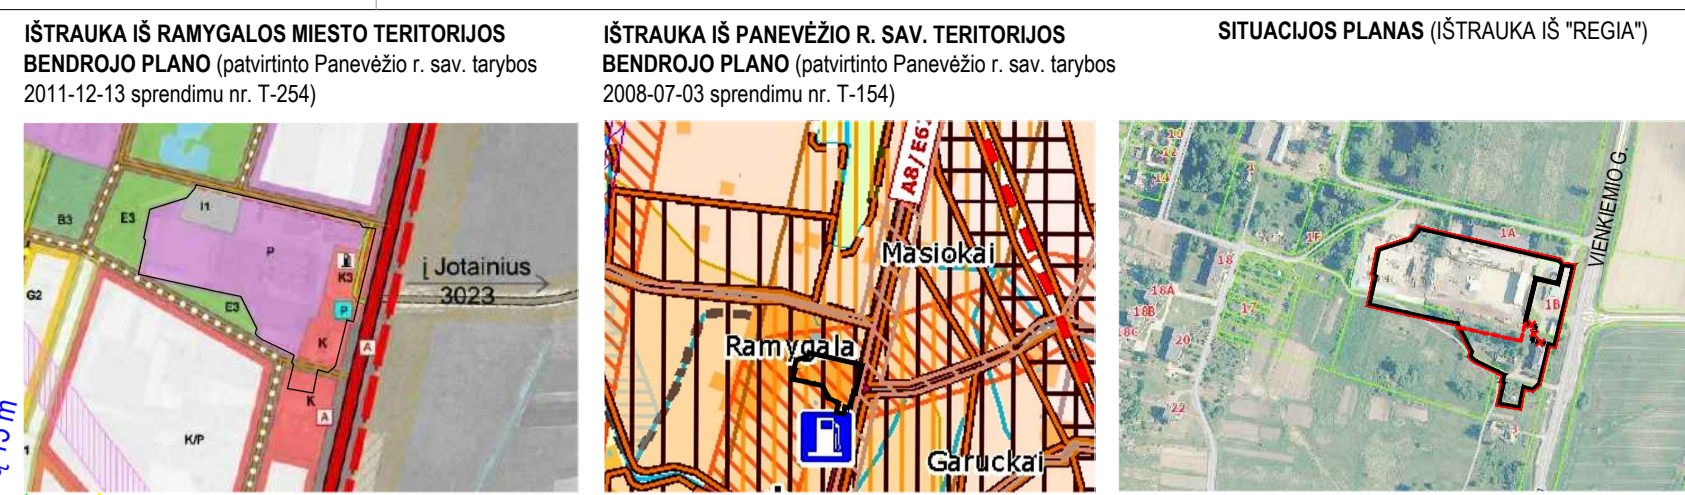 IŠTRAUKA IŠ RAMYGALOS MIESTO TERITORIJOS
BENDROJO PLANO (patvirtinto Panevėžio r. sav. tarybos
2011-12-13 sprendimu nr. T-254)
IŠTRAUKA IŠ PANEVĖŽIO R. SAV. TERITORIJOS
BENDROJO PLANO (patvirtinto Panevėžio r. sav. tarybos
2008-07-03 sprendimu nr. T-154)
SITUACIJOS PLANAS (IŠTRAUKA IŠ "REGIA")
B3
E3
I1
P
K3
P
E3
K
A
K
A
G2
K/P
į Jotainius
3023
A8/E67
Masiokai
Ramygala
Garuckai
10
12
14
18
1F
1A
1B
18A
18B
18C
17
20
22
3
VIENKIEMIO G.